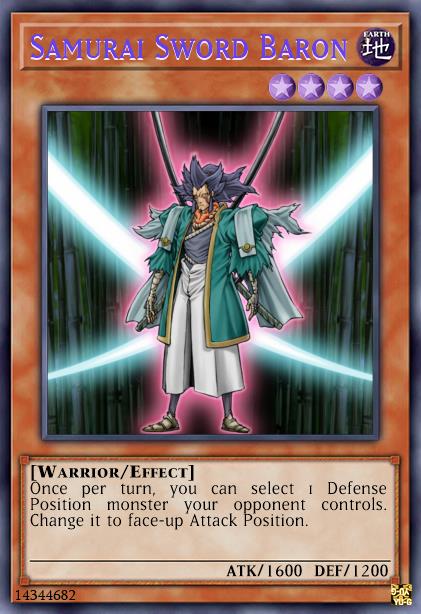 Samurai Sword Baron
EARTH
地
[Warrior/Effect]
Once per turn, you can select 1 Defense
Position monster your opponent controls.
Change it to face-up Attack Position.
ATK/1600 DEF/1200
14344682